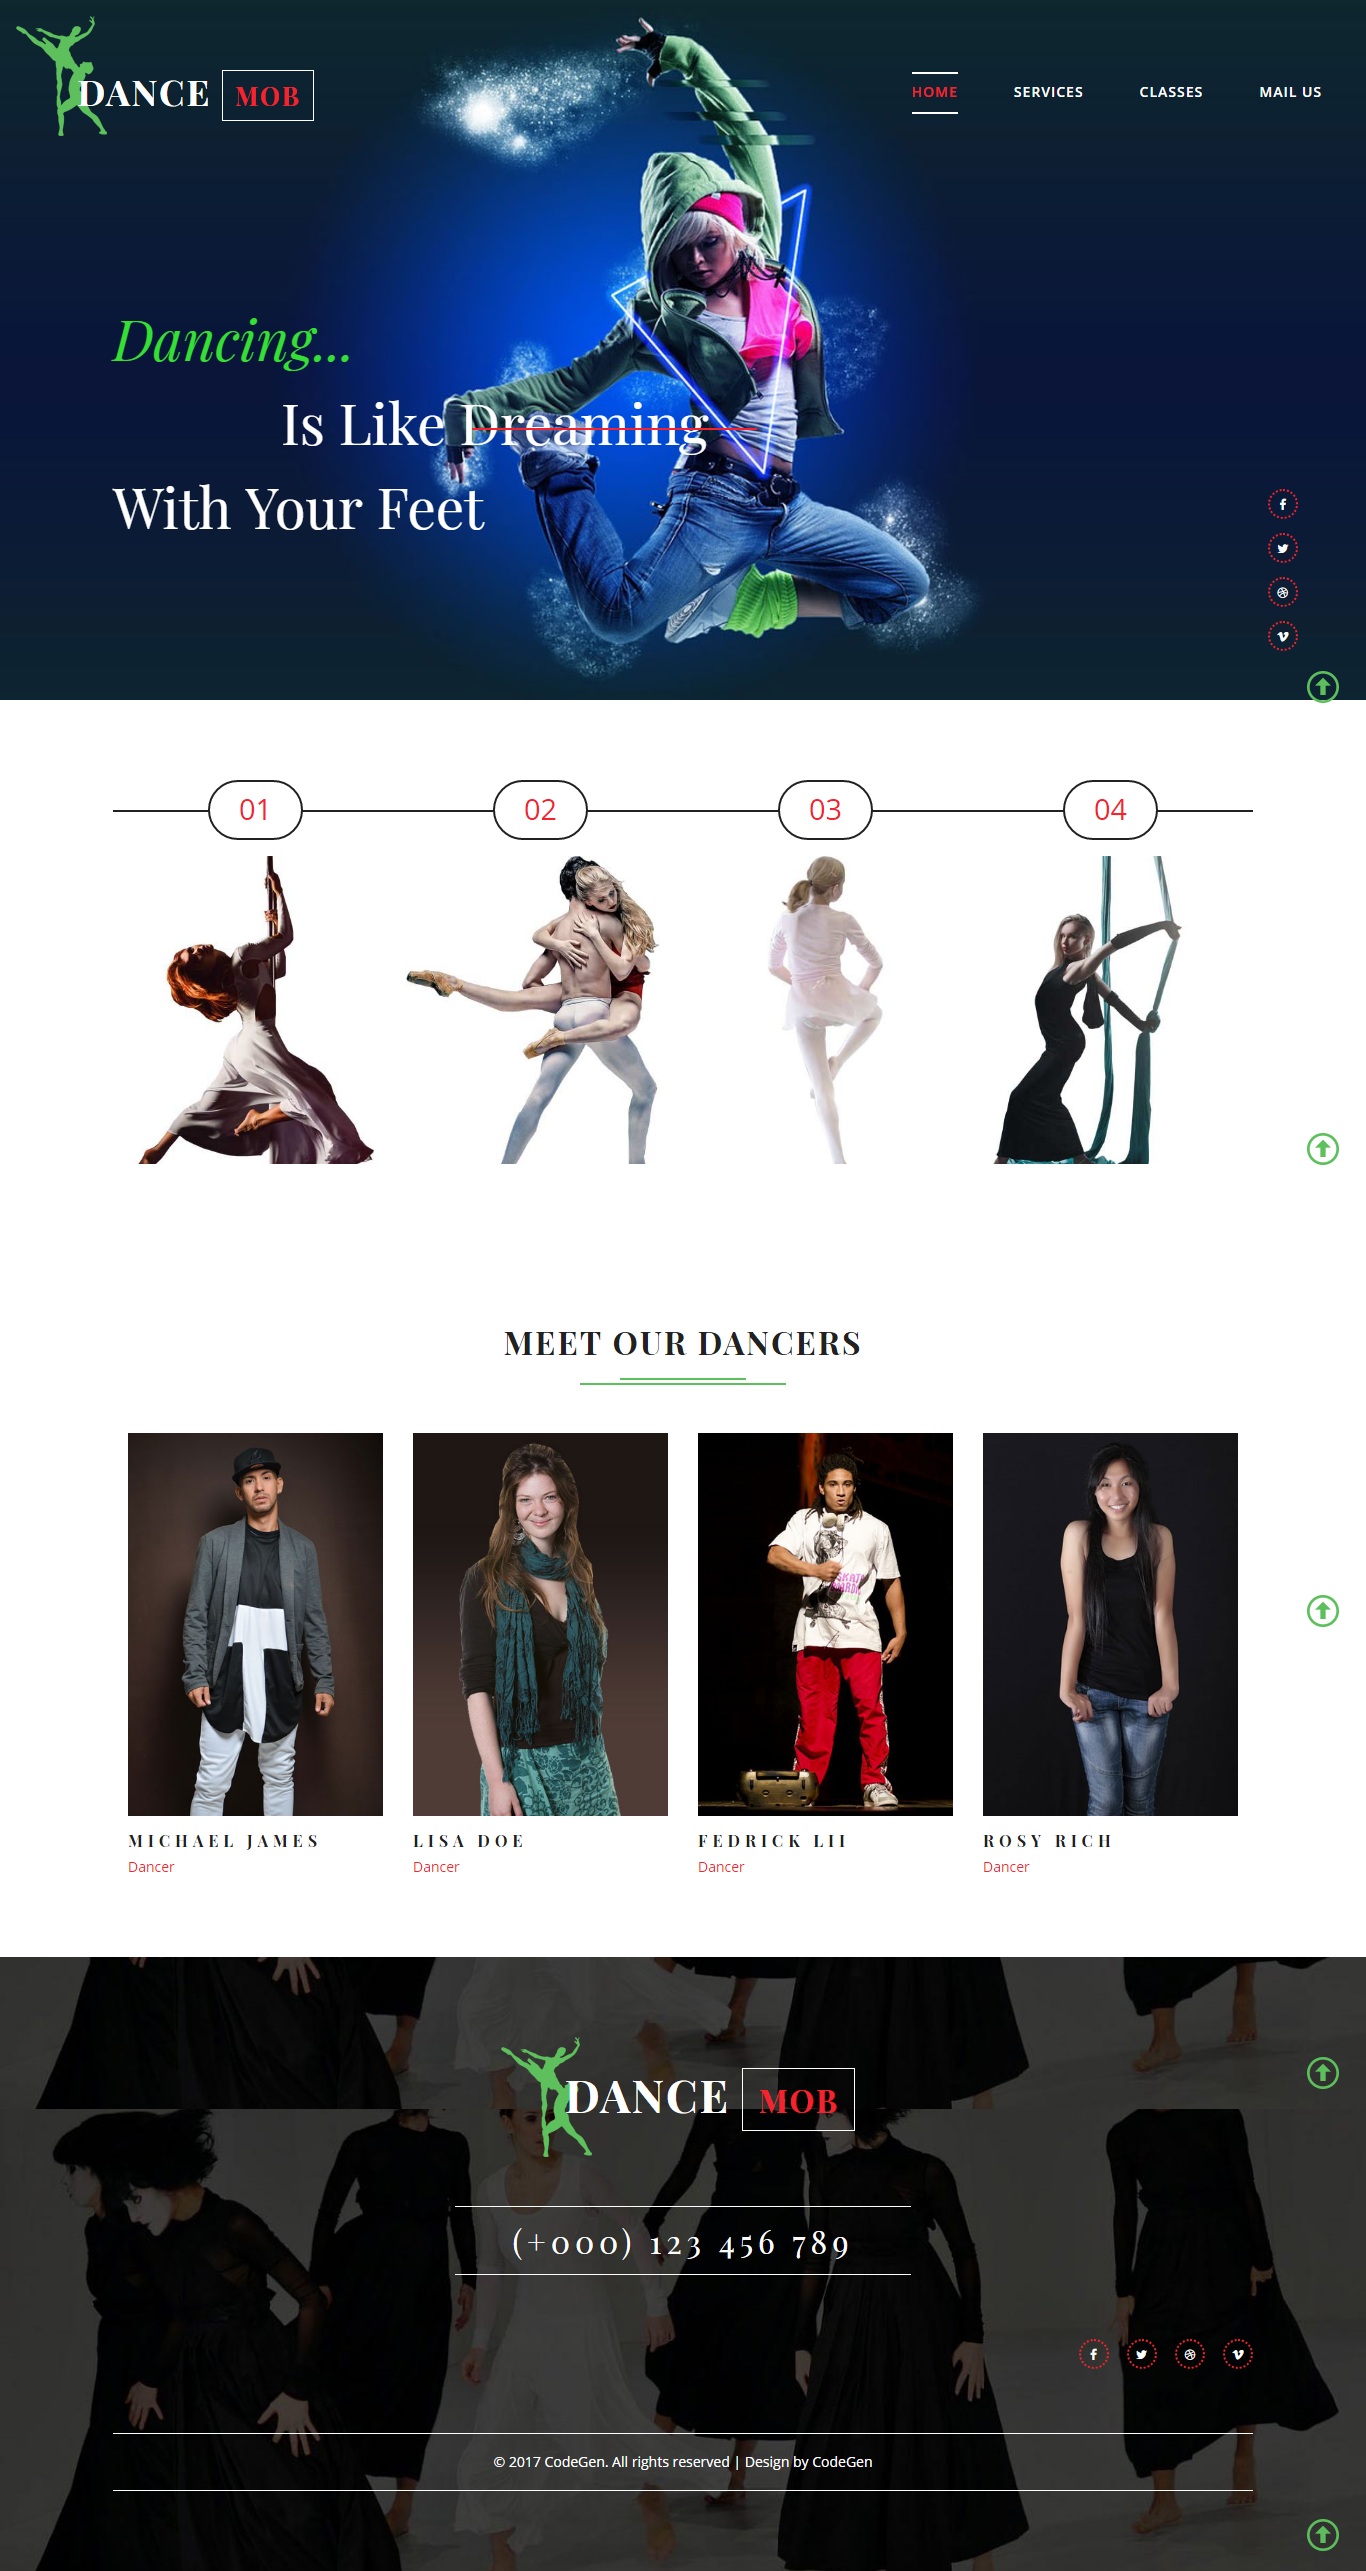 DANCE MOB
HOME SERVICES CLASSES MAIL US
Dancing...
Is Like Dreaming
With Your Feet
01 02 03 04
MEET OUR DANCERS
MICHAEL JAMES LISA DOE FEDRICK LII ROSY RICH
Dancer Dancer Dancer Dancer
DANCE MOB
(+000) 123 456 789
© 2017 CodeGen. All rights reserved | Design by CodeGen